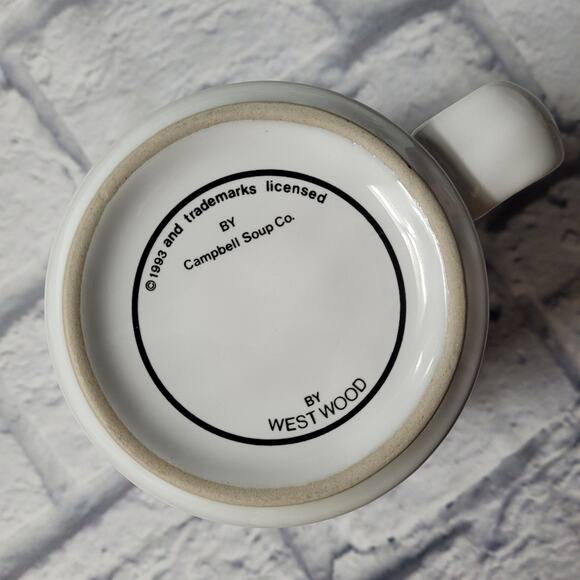 ©1993 and trademarks licensed
BY
Campbell Soup Co.
BY
WESTWOOD